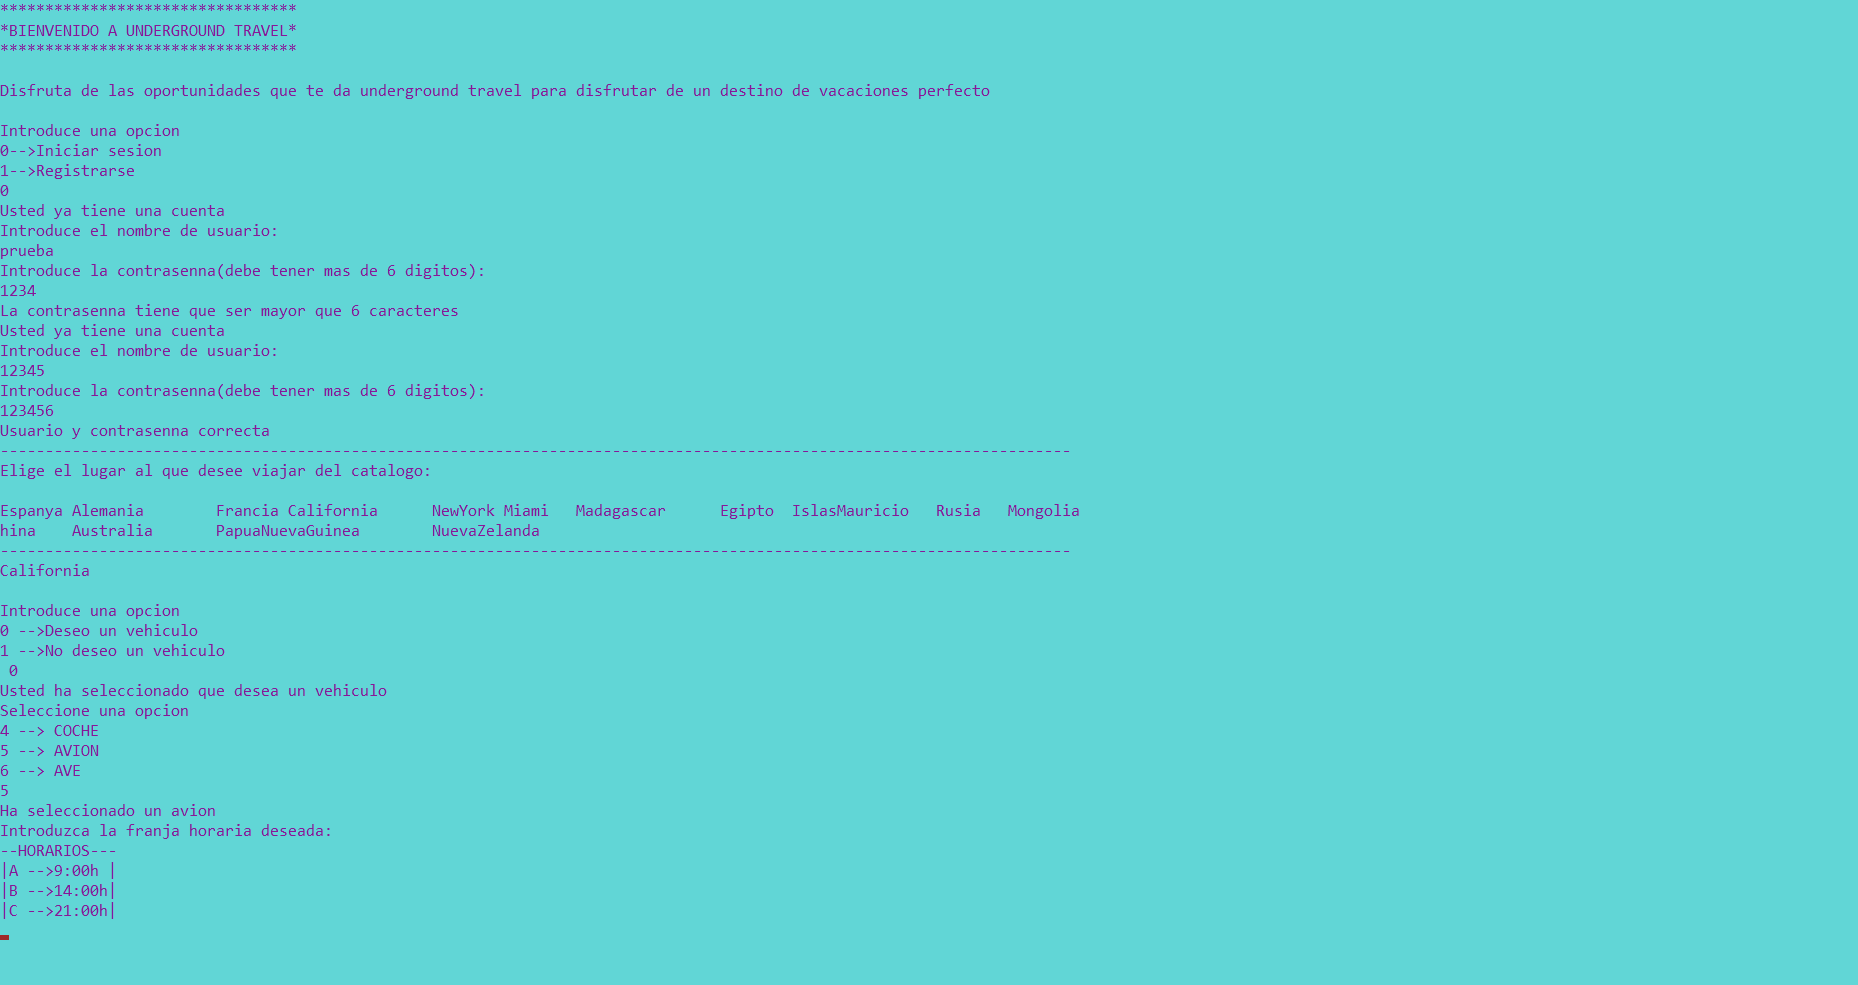 *********************************
*BIENVENIDO A UNDERGROUND TRAVEL*
*********************************
Disfruta de las oportunidades que te da underground travel para disfrutar de un destino de vacaciones perfecto
Introduce una opcion
0-->Iniciar sesion
1-->Registrarse
0
Usted ya tiene una cuenta
Introduce el nombre de usuario:
prueba
Introduce la contrasenna(debe tener mas de 6 digitos):
1234
La contrasenna tiene que ser mayor que 6 caracteres
Usted ya tiene una cuenta
Introduce el nombre de usuario:
12345
Introduce la contrasenna(debe tener mas de 6 digitos):
123456
Usuario y contrasenna correcta
-----------------------------------------------------------------------------------------------------------------------
Elige el lugar al que desee viajar del catalogo:
Espanya Alemania        Francia California      NewYork Miami   Madagascar      Egipto  IslasMauricio   Rusia   Mongolia
hina    Australia       PapuaNuevaGuinea        NuevaZelanda
-----------------------------------------------------------------------------------------------------------------------
California
Introduce una opcion
0 -->Deseo un vehiculo
1 -->No deseo un vehiculo
 0
Usted ha seleccionado que desea un vehiculo
Seleccione una opcion
4 --> COCHE
5 --> AVION
6 --> AVE
5
Ha seleccionado un avion
Introduzca la franja horaria deseada:
--HORARIOS---
|A -->9:00h |
|B -->14:00h|
|C -->21:00h|